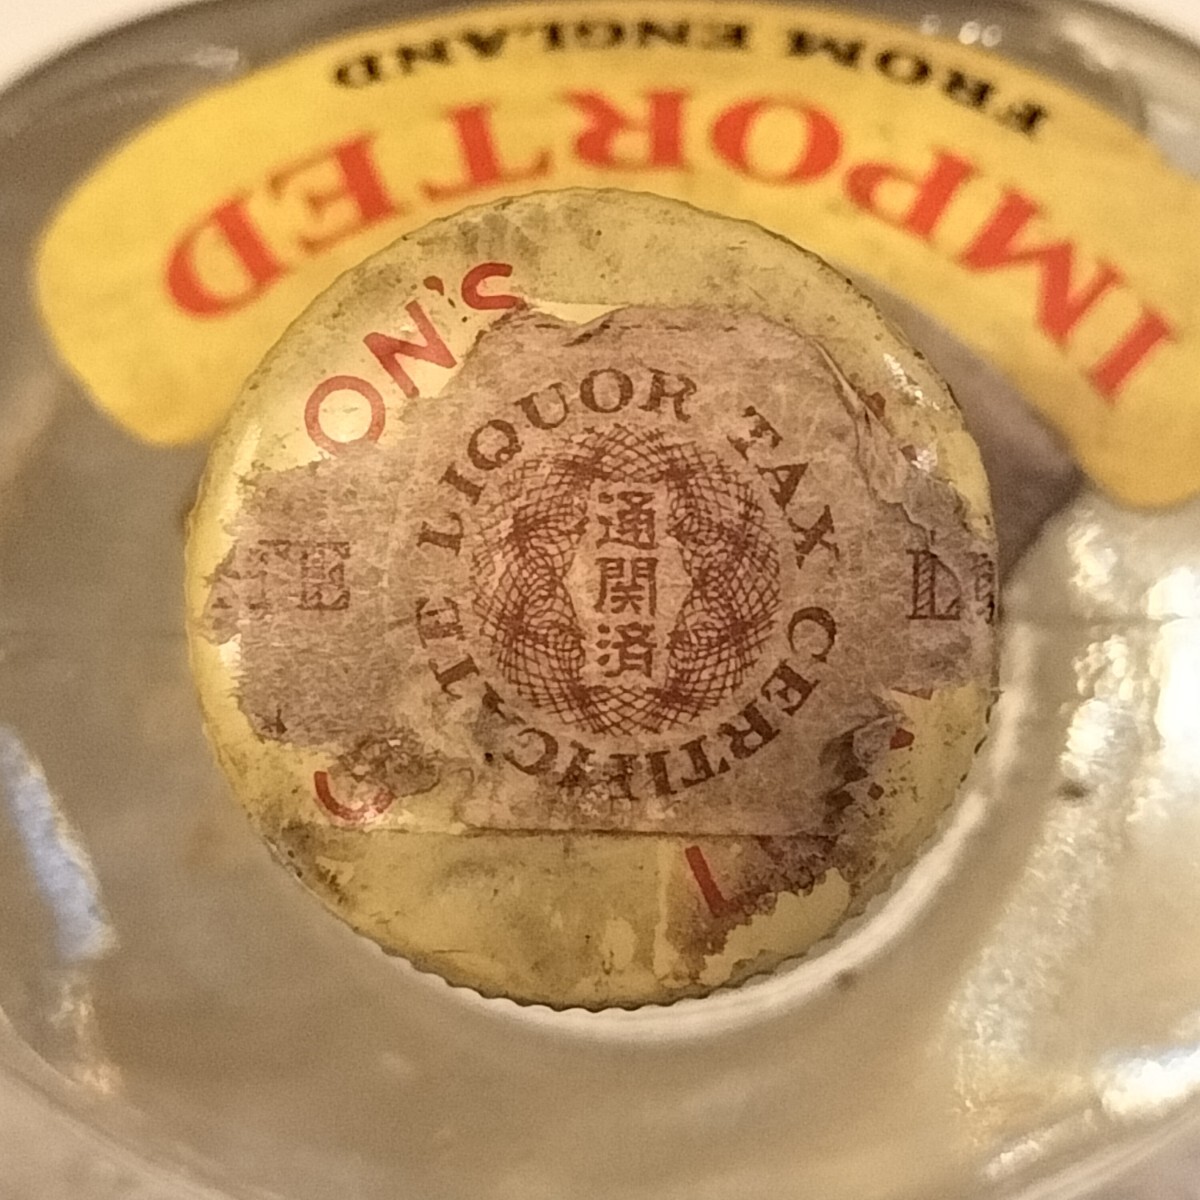 FROM ENGLAND
IMPORTED
ON'S
LIQUOR TAX CERTIFICATE
通関済